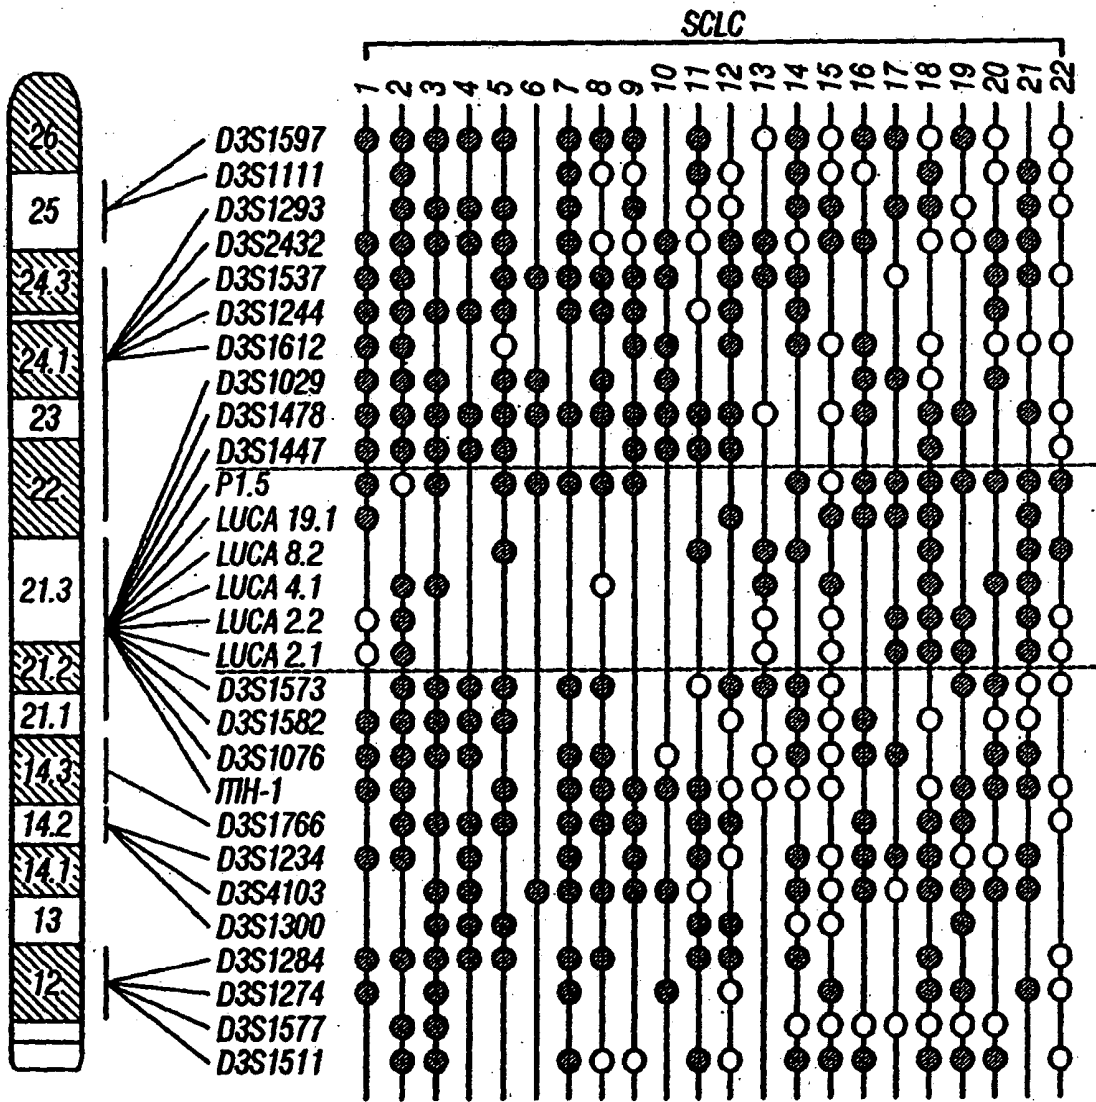 SCLC
1 2 3 4 5 6 7 8 9 10 11 12 13 14 15 16 17 18 19 20 21 22
26
25
24.3
24.1
23
22
21.3
21.2
21.1
14.3
14.2
14.1
13
12
D3S1597
D3S1111
D3S1293
D3S2432
D3S1537
D3S1244
D3S1612
D3S1029
D3S1478
D3S1447
P1.5
LUCA 19.1
LUCA 8.2
LUCA 4.1
LUCA 2.2
LUCA 2.1
D3S1573
D3S1582
D3S1076
ITIH-1
D3S1766
D3S1234
D3S4103
D3S1300
D3S1284
D3S1274
D3S1577
D3S1511